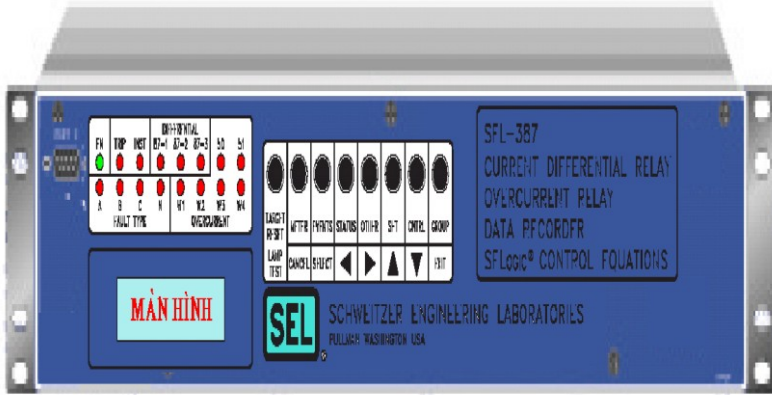 DIFFERENTIAL
EN TRIP INST 87-1 87-2 87-3 50 51
A B C N W1 W2 W3 W4
FAULT TYPE OVERCURRENT
TARGET RESET METER EVENTS STATUS OTHER SET CNTRL GROUP
LAMP TEST CANCEL SELECT EXIT
MÀN HÌNH
SEL
SCHWEITZER ENGINEERING LABORATORIES
PULLMAN WASHINGTON USA
SEL-387
CURRENT DIFFERENTIAL RELAY
OVERCURRENT RELAY
DATA RECORDER
SELOGIC® CONTROL EQUATIONS